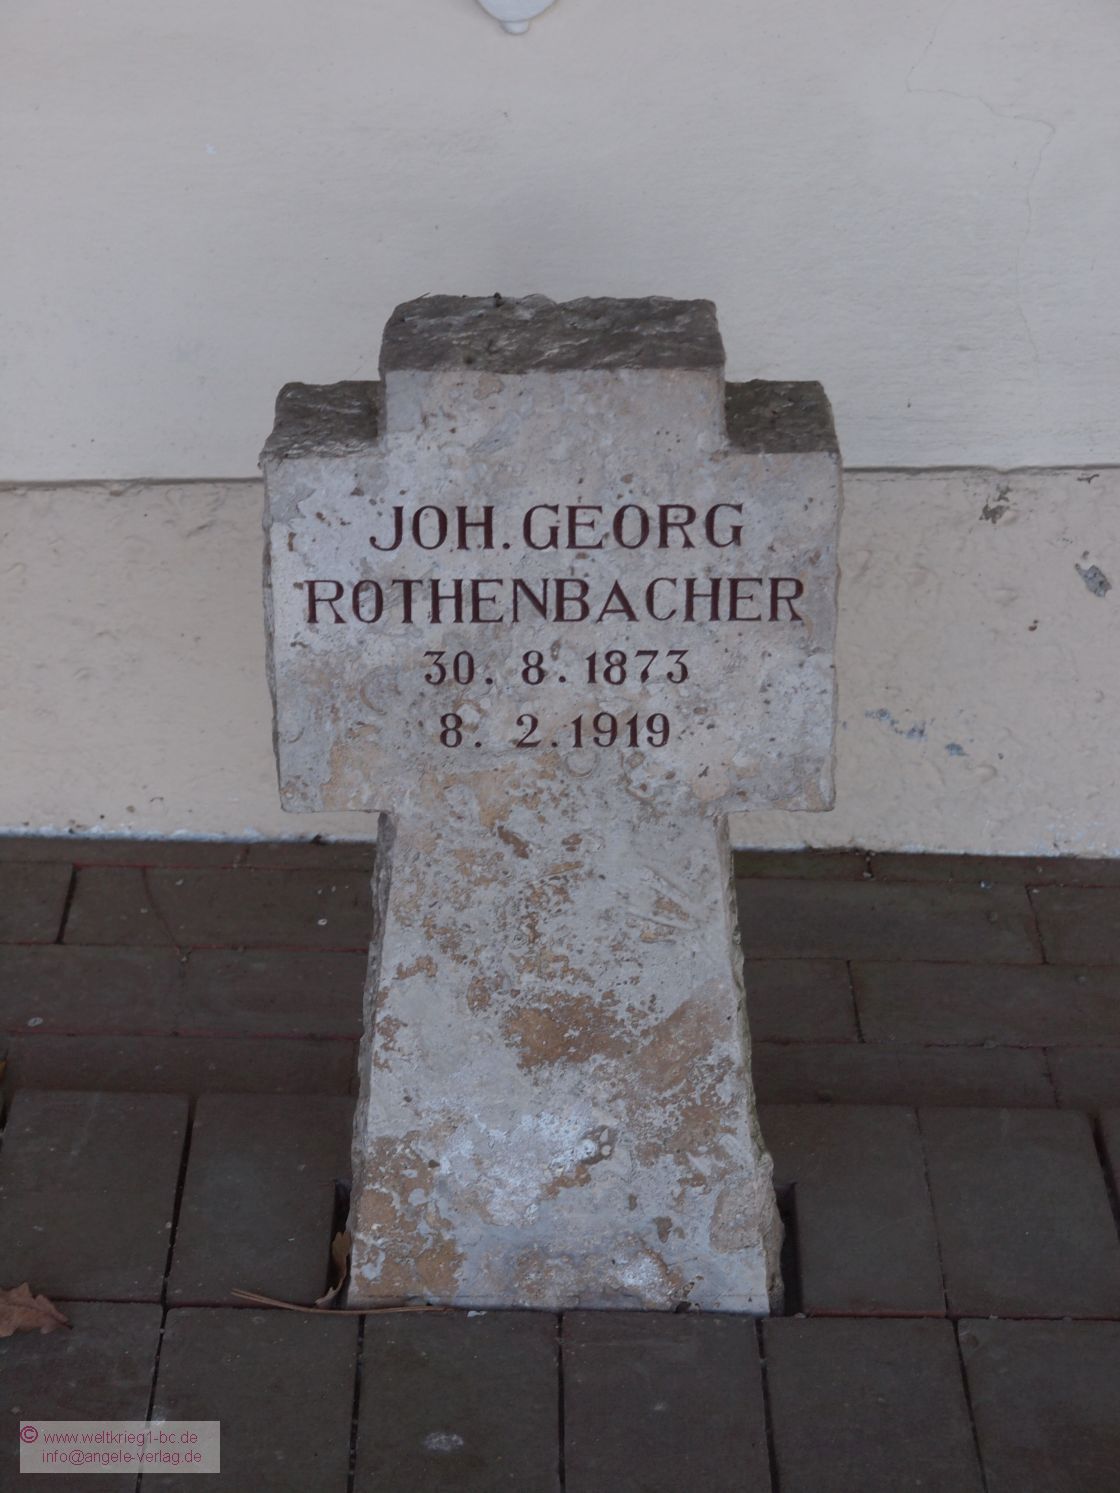 JOH. GEORG
ROTHENBACHER
30. 8. 1873
8. 2. 1919
© www.weltkrieg1-bc.de
info@angele-verlag.de